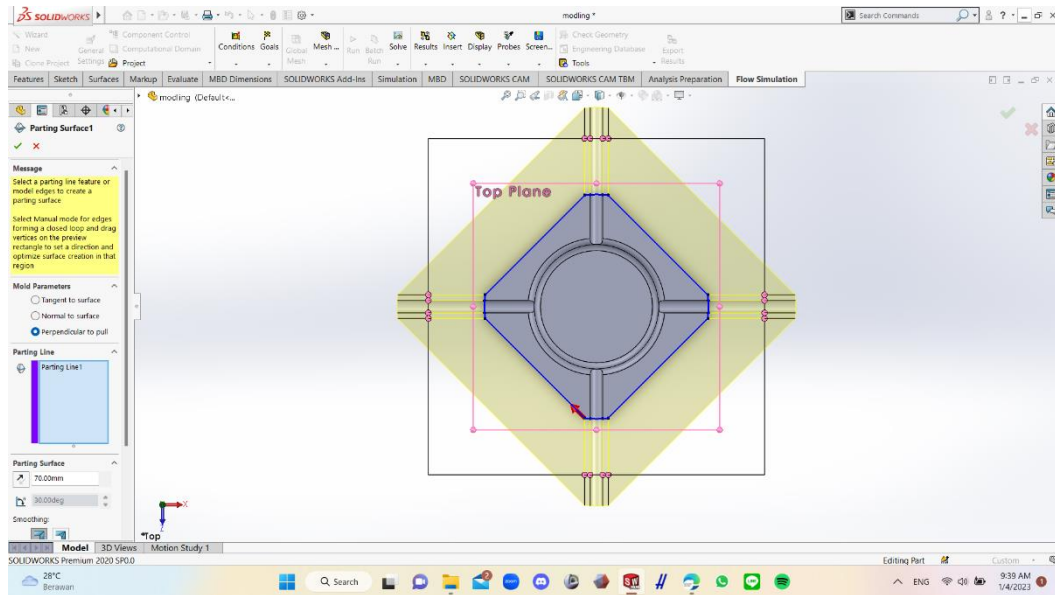 SOLIDWORKS
moding *
Search Commands
Wizard
New
Clone Project
General Settings
Component Control
Computational Domain
Project
Conditions
Goals
Global Mesh
Mesh ...
Run
Batch Run
Solve
Results
Insert
Display
Probes
Screen...
Check Geometry
Engineering Database
Tools
Export Results
Features Sketch Surfaces Markup Evaluate MBD Dimensions SOLIDWORKS Add-Ins Simulation MBD SOLIDWORKS CAM SOLIDWORKS CAM TBM Analysis Preparation Flow Simulation
moding (Default<...
Parting Surface1
Message
Select a parting line feature or
model edges to create a
parting surface
Select Manual mode for edges
forming a closed loop and drag
vertices on the preview
rectangle to set a direction and
optimize surface creation in that
region
Mold Parameters
Tangent to surface
Normal to surface
Perpendicular to pull
Parting Line
Parting Line1
Parting Surface
70.00mm
30.00deg
Smoothing:
Top Plane
X
Z
*Top
Model 3D Views Motion Study 1
SOLIDWORKS Premium 2020 SP0.0
Editing Part
Custom
28°C
Berawan
Search
ENG
9:39 AM
1/4/2023